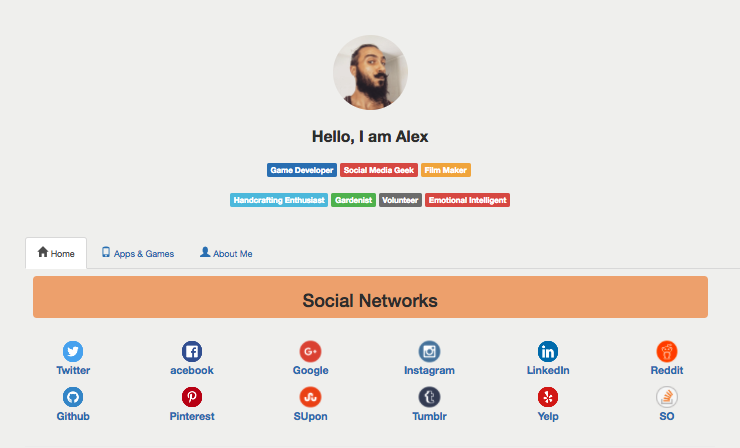 Hello, I am Alex
Game Developer Social Media Geek Film Maker
Handcrafting Enthusiast Gardenist Volunteer Emotional Intelligent
Home Apps & Games About Me
Social Networks
Twitter acebook Google Instagram LinkedIn Reddit
Github Pinterest SUpon Tumblr Yelp SO